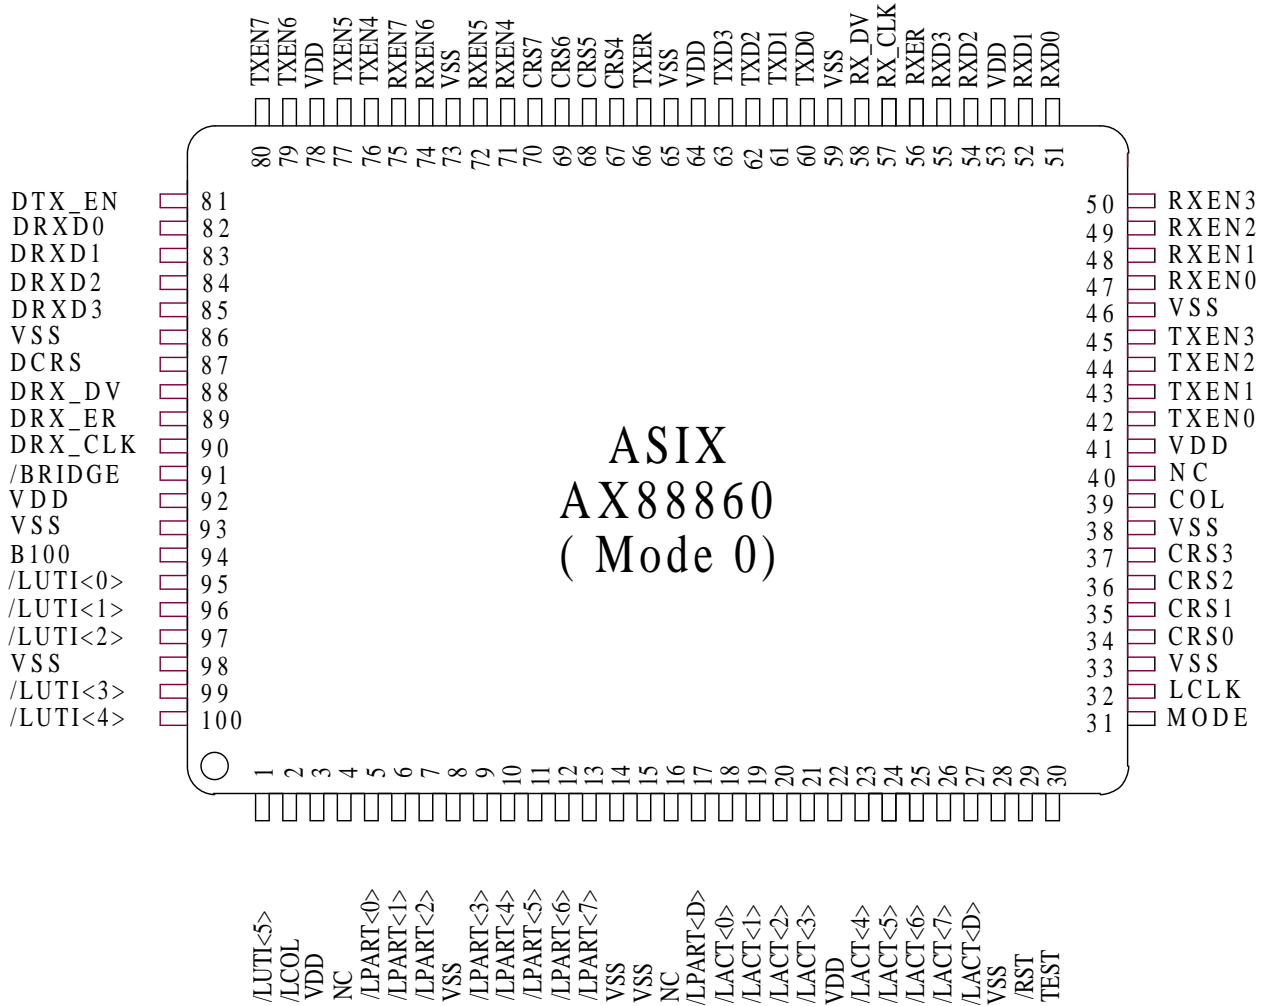 TXEN7
TXEN6
VDD
TXEN5
TXEN4
RXEN7
RXEN6
VSS
RXEN5
RXEN4
CRS7
CRS6
CRS5
CRS4
TXER
VSS
VDD
TXD3
TXD2
TXD1
TXD0
VSS
RX_DV
RX_CLK
RXER
RXD3
RXD2
VDD
RXD1
RXD0
80
79
78
77
76
75
74
73
72
71
70
69
68
67
66
65
64
63
62
61
60
59
58
57
56
55
54
53
52
51
DTX_EN 81
DRXD0 82
DRXD1 83
DRXD2 84
DRXD3 85
VSS 86
DCRS 87
DRX_DV 88
DRX_ER 89
DRX_CLK 90
/BRIDGE 91
VDD 92
VSS 93
B100 94
/LUTI<0> 95
/LUTI<1> 96
/LUTI<2> 97
VSS 98
/LUTI<3> 99
/LUTI<4> 100
ASIX
AX88860
( Mode 0)
50 RXEN3
49 RXEN2
48 RXEN1
47 RXEN0
46 VSS
45 TXEN3
44 TXEN2
43 TXEN1
42 TXEN0
41 VDD
40 NC
39 COL
38 VSS
37 CRS3
36 CRS2
35 CRS1
34 CRS0
33 VSS
32 LCLK
31 MODE
1
2
3
4
5
6
7
8
9
10
11
12
13
14
15
16
17
18
19
20
21
22
23
24
25
26
27
28
29
30
/LUTI<5>
/LCOL
VDD
NC
/LPART<0>
/LPART<1>
/LPART<2>
VSS
/LPART<3>
/LPART<4>
/LPART<5>
/LPART<6>
/LPART<7>
VSS
VSS
NC
/LPART<D>
/LACT<0>
/LACT<1>
/LACT<2>
/LACT<3>
VDD
/LACT<4>
/LACT<5>
/LACT<6>
/LACT<7>
/LACT<D>
VSS
/RST
TEST